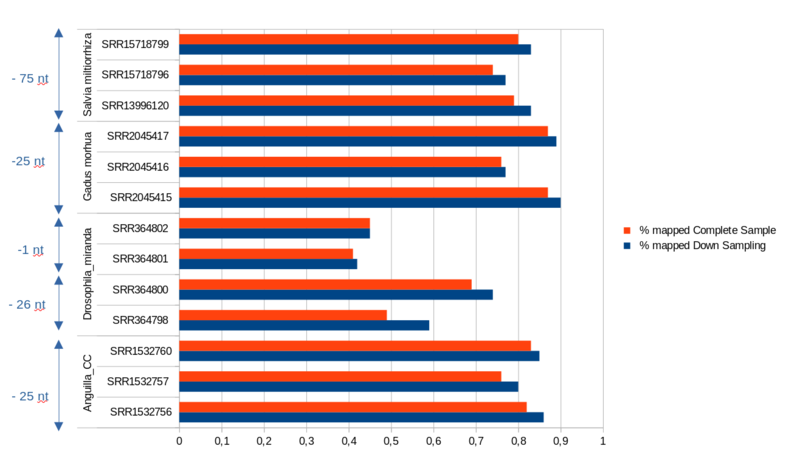 - 75 nt
Salvia miltiorrhiza
SRR15718799
SRR15718796
SRR13996120
-25 nt
Gadus morhua
SRR2045417
SRR2045416
SRR2045415
-1 nt
- 26 nt
Drosophila_miranda
SRR364802
SRR364801
SRR364800
SRR364798
- 25 nt
Anguilla_CC
SRR1532760
SRR1532757
SRR1532756
0 0,1 0,2 0,3 0,4 0,5 0,6 0,7 0,8 0,9 1
% mapped Complete Sample
% mapped Down Sampling